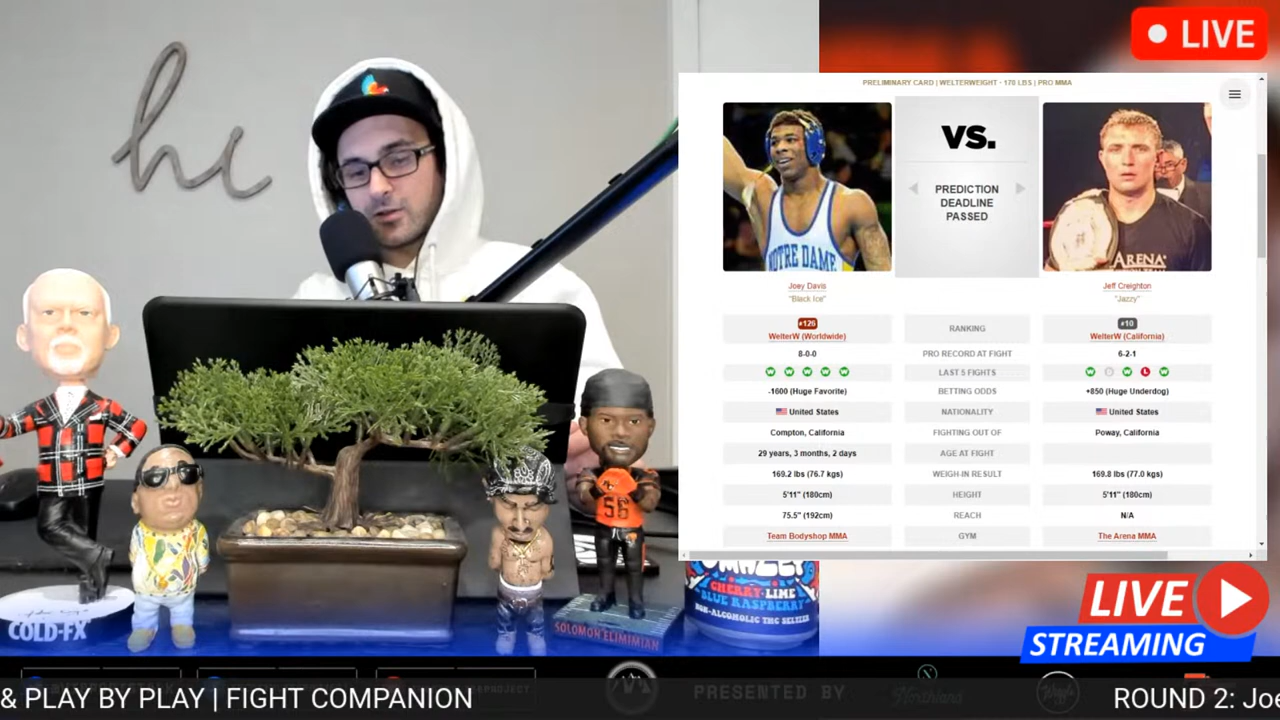 hi
LIVE
PRELIMINARY CARD | WELTERWEIGHT · 170 LBS | PRO MMA
VS.
PREDICTION
DEADLINE
PASSED
NOTRE DAME
ARENA
Joey Davis
"Black Ice"
Jeff Creighton
"Jazzy"
#126
WelterW (Worldwide)
RANKING
#10
WelterW (California)
8-0-0
PRO RECORD AT FIGHT
6-2-1
W W W W W
LAST 5 FIGHTS
W D W L W
-1600 (Huge Favorite)
BETTING ODDS
+850 (Huge Underdog)
United States
NATIONALITY
United States
Compton, California
FIGHTING OUT OF
Poway, California
29 years, 3 months, 2 days
AGE AT FIGHT
169.2 lbs (76.7 kgs)
WEIGH-IN RESULT
169.8 lbs (77.0 kgs)
5'11" (180cm)
HEIGHT
5'11" (180cm)
75.5" (192cm)
REACH
N/A
Team Bodyshop MMA
GYM
The Arena MMA
56
COLD-FX
SOLOMON ELIMIMIAN
CHERRY-LIME
BLUE RASPBERRY
NON-ALCOHOLIC THC SELTZER
LIVE
STREAMING
PRESENTED BY
Northland
& PLAY BY PLAY | FIGHT COMPANION
ROUND 2: Joe